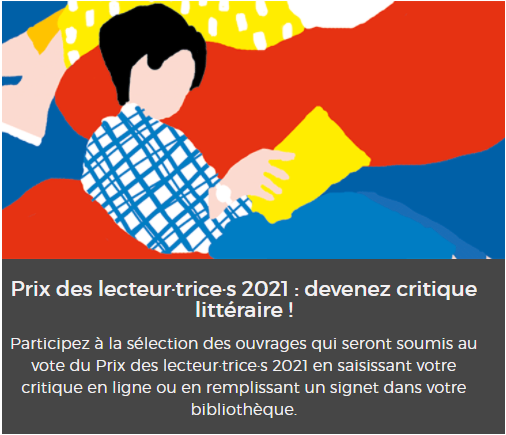 Prix des lecteur·trice·s 2021 : devenez critique
littéraire !
Participez à la sélection des ouvrages qui seront soumis au
vote du Prix des lecteur·trice·s 2021 en saisissant votre
critique en ligne ou en remplissant un signet dans votre
bibliothèque.